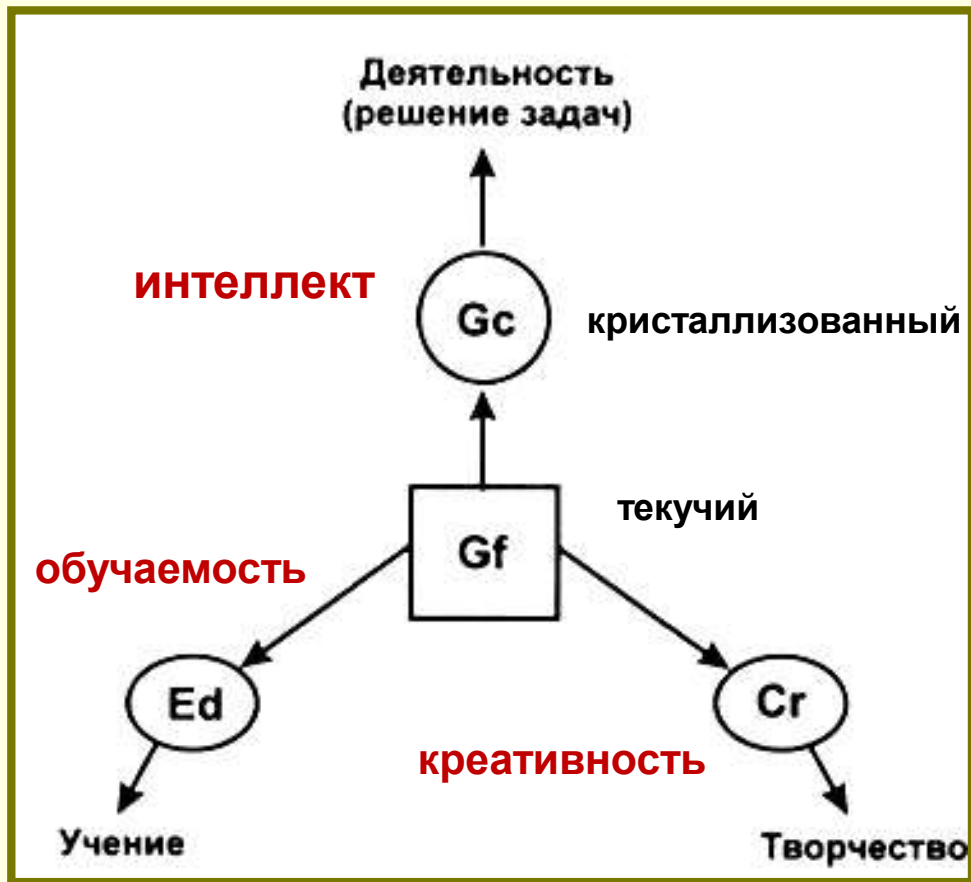 Деятельность
(решение задач)
интеллект
Gc
кристаллизованный
текучий
Gf
обучаемость
Ed
Cr
креативность
Учение
Творчество